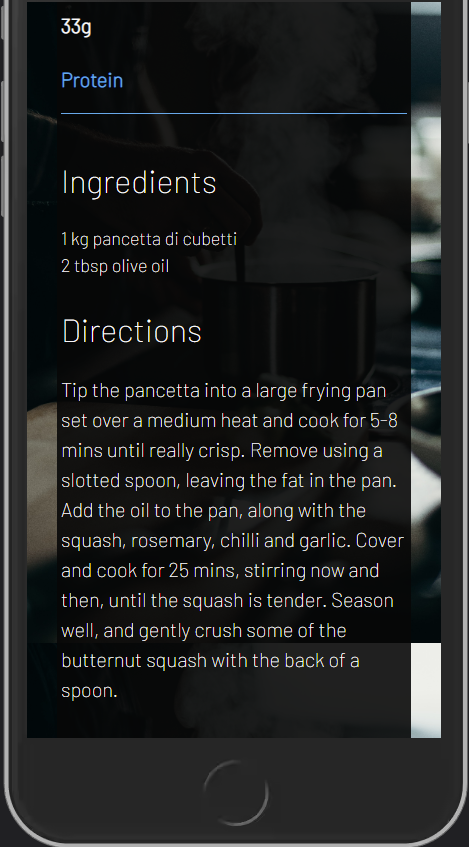 33g
Protein
Ingredients
1 kg pancetta di cubetti
2 tbsp olive oil
Directions
Tip the pancetta into a large frying pan
set over a medium heat and cook for 5-8
mins until really crisp. Remove using a
slotted spoon, leaving the fat in the pan.
Add the oil to the pan, along with the
squash, rosemary, chilli and garlic. Cover
and cook for 25 mins, stirring now and
then, until the squash is tender. Season
well, and gently crush some of the
butternut squash with the back of a
spoon.